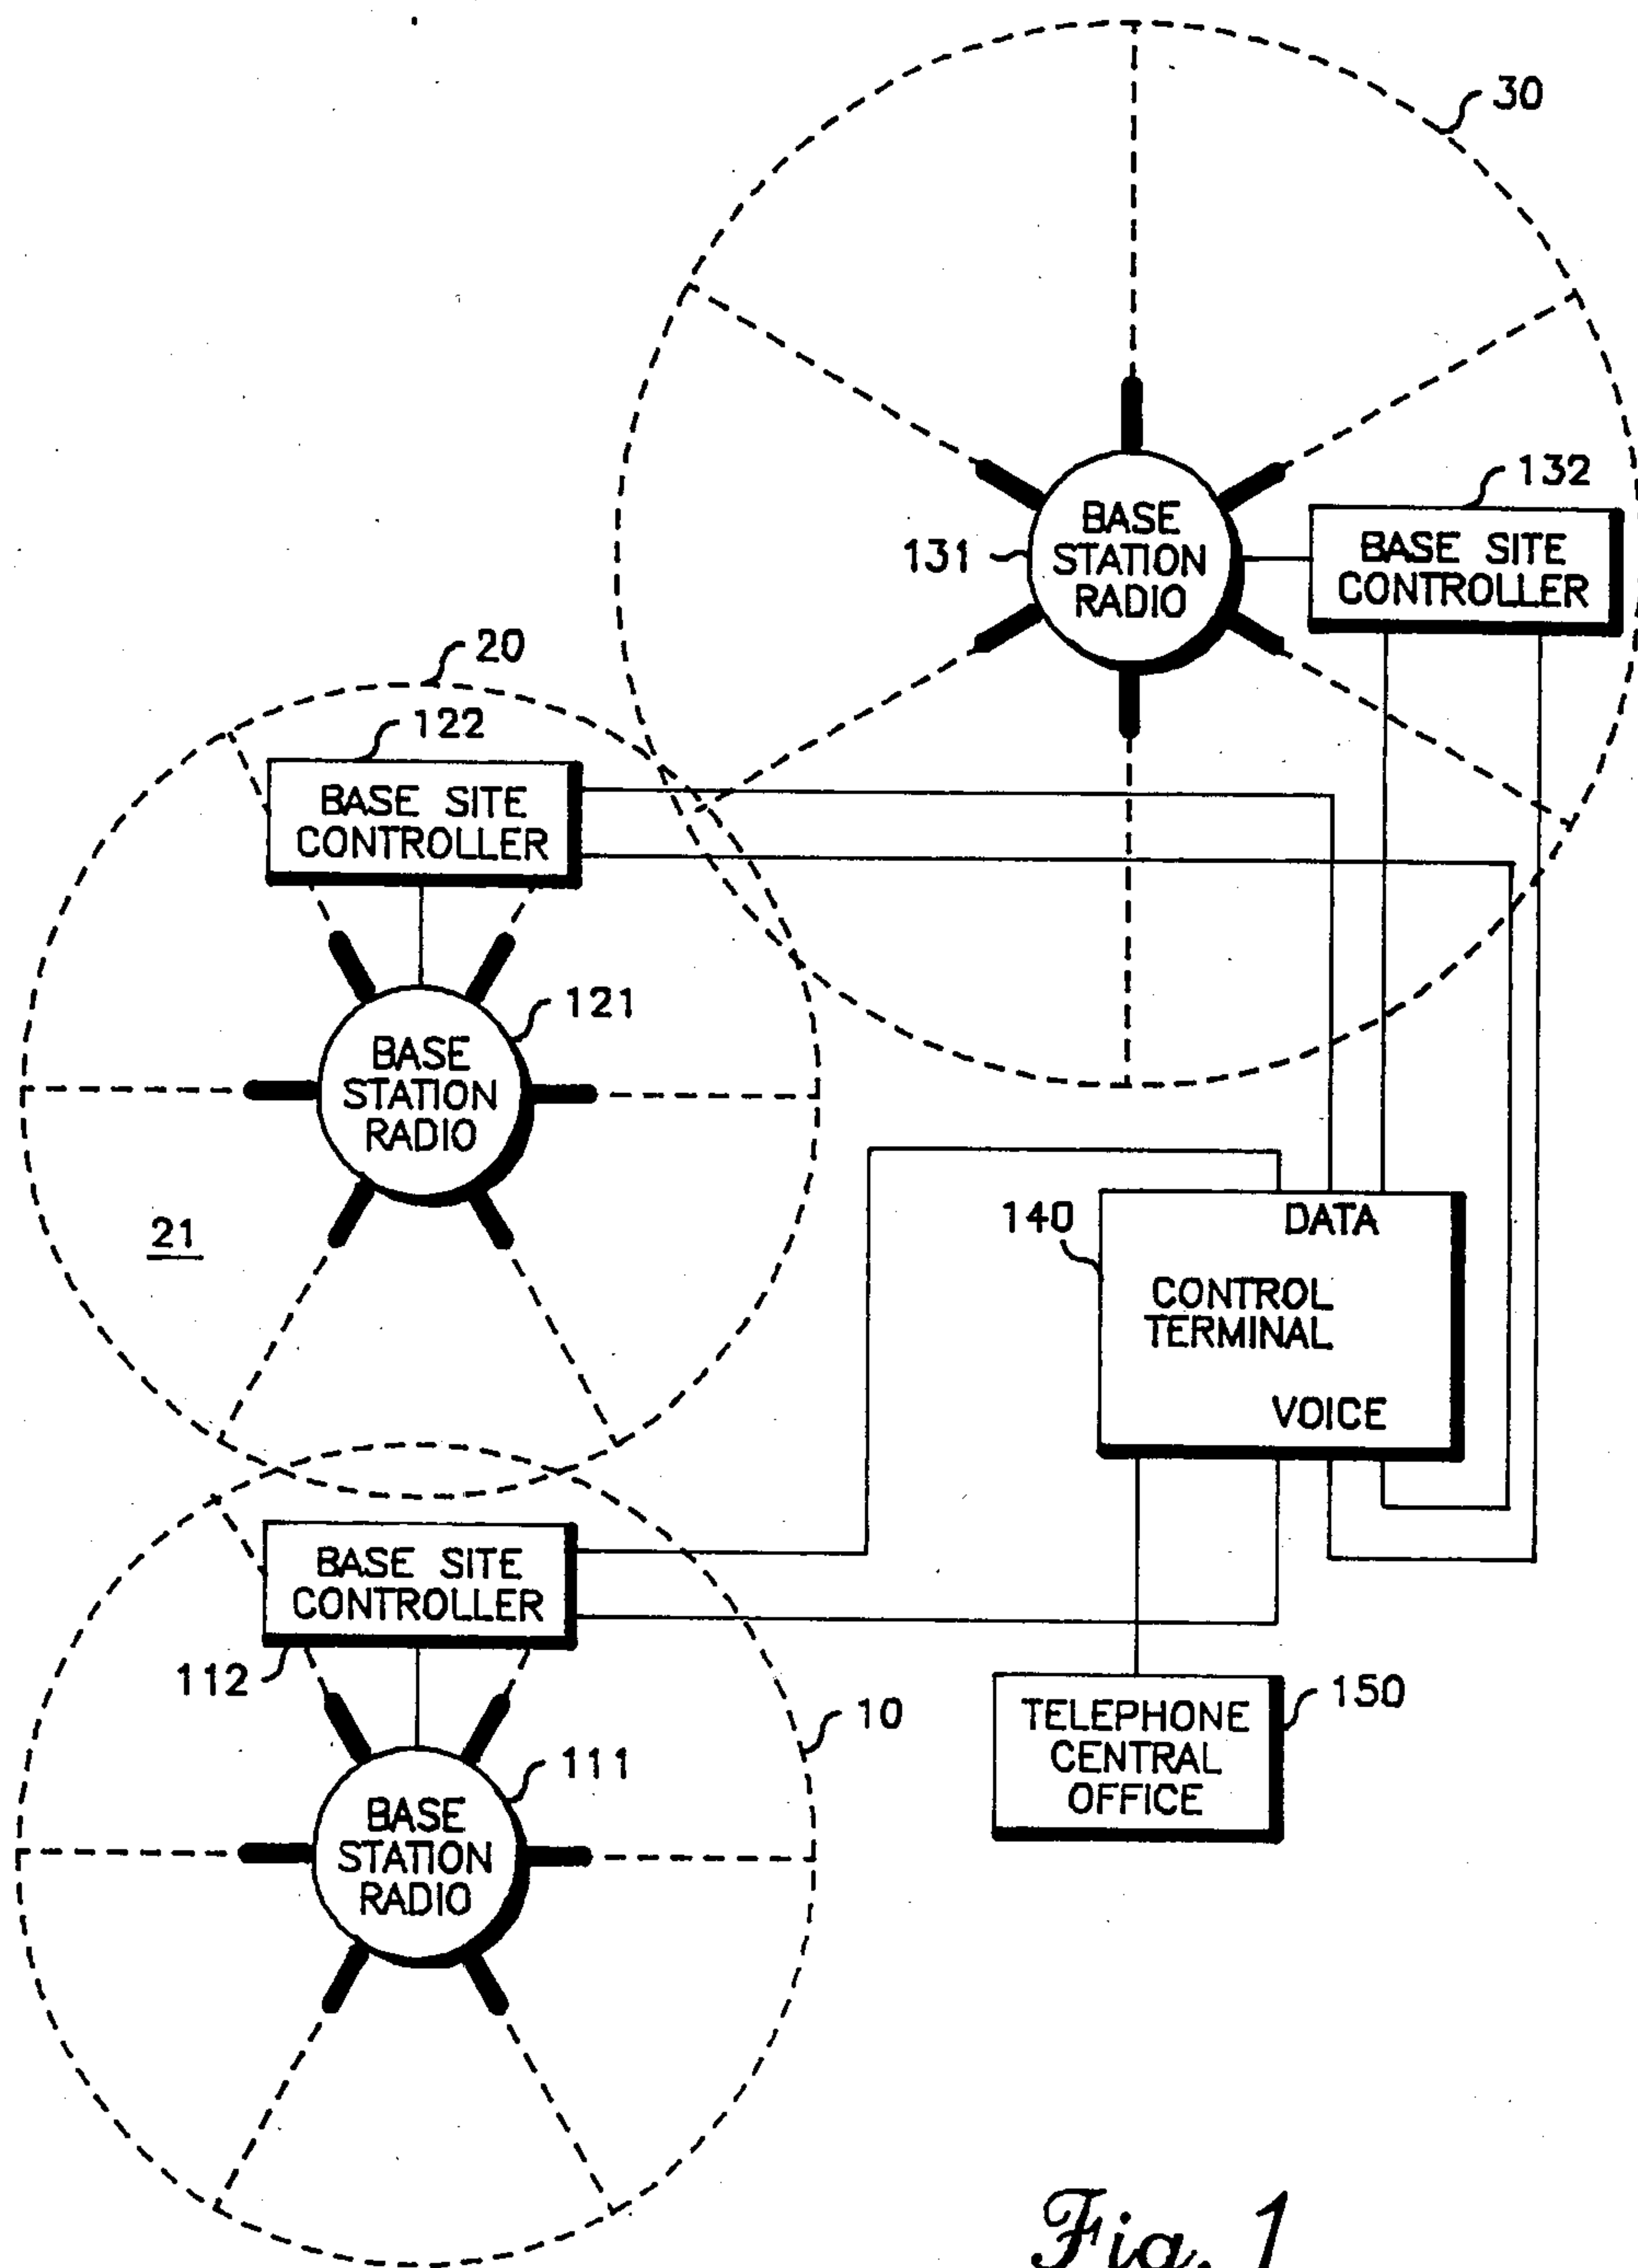 30
132
BASE
STATION
RADIO
131
BASE SITE
CONTROLLER
20
122
BASE SITE
CONTROLLER
121
BASE
STATION
RADIO
21
140
DATA
CONTROL
TERMINAL
VOICE
BASE SITE
CONTROLLER
112
10
150
TELEPHONE
CENTRAL
OFFICE
111
BASE
STATION
RADIO
Fig. 1